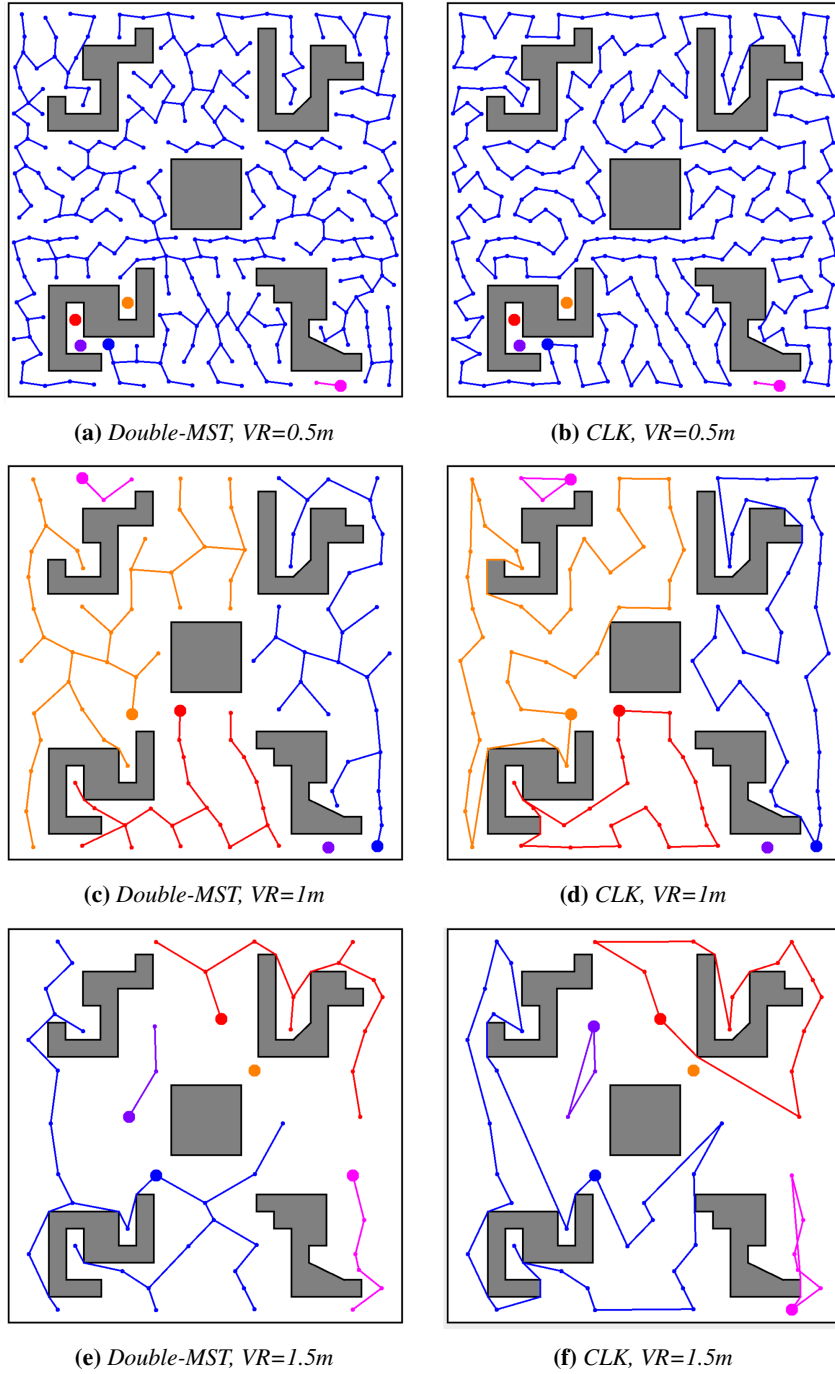 (a) Double-MST, VR=0.5m
(b) CLK, VR=0.5m
(c) Double-MST, VR=1m
(d) CLK, VR=1m
(e) Double-MST, VR=1.5m
(f) CLK, VR=1.5m